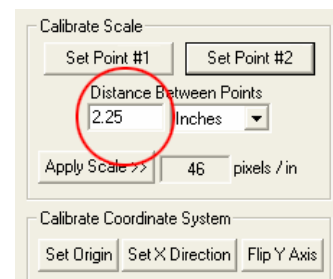 Calibrate Scale
Set Point #1 Set Point #2
Distance Between Points
2.25 Inches
Apply Scale >> 46 pixels / in
Calibrate Coordinate System
Set Origin Set X Direction Flip Y Axis